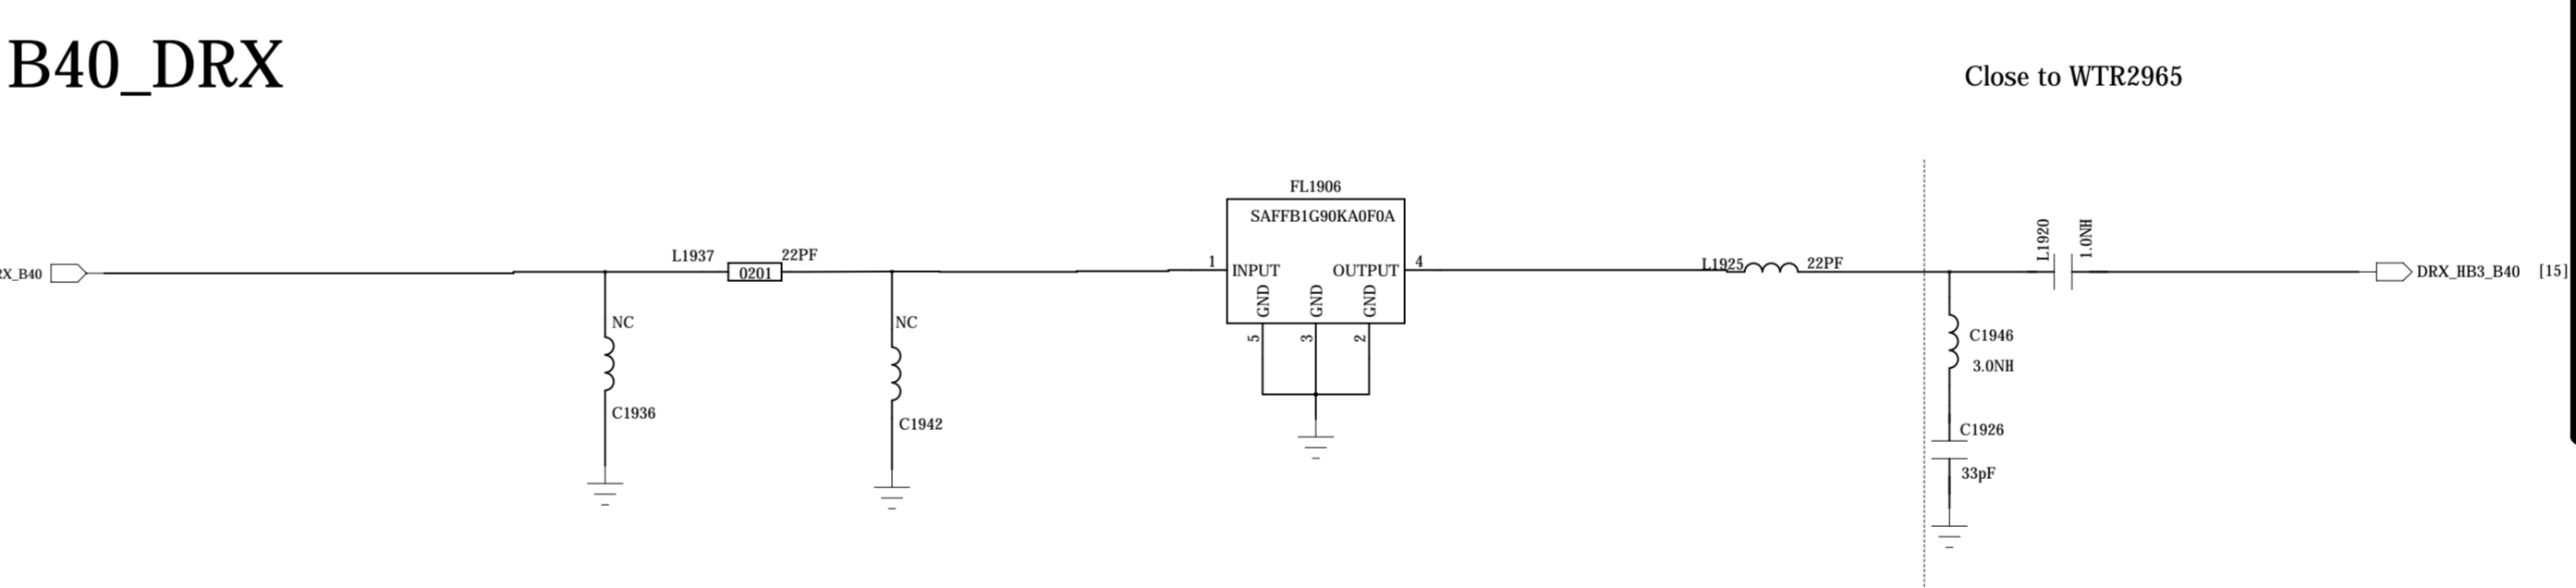 B40_DRX
Close to WTR2965
FL1906
SAFFB1G90KA0F0A
1
INPUT
OUTPUT
4
GND
GND
GND
5
3
2
X_B40
L1937
22PF
0201
NC
C1936
NC
C1942
L1925
22PF
L1920
1.0NH
C1946
3.0NH
C1926
33pF
DRX_HB3_B40 [15]